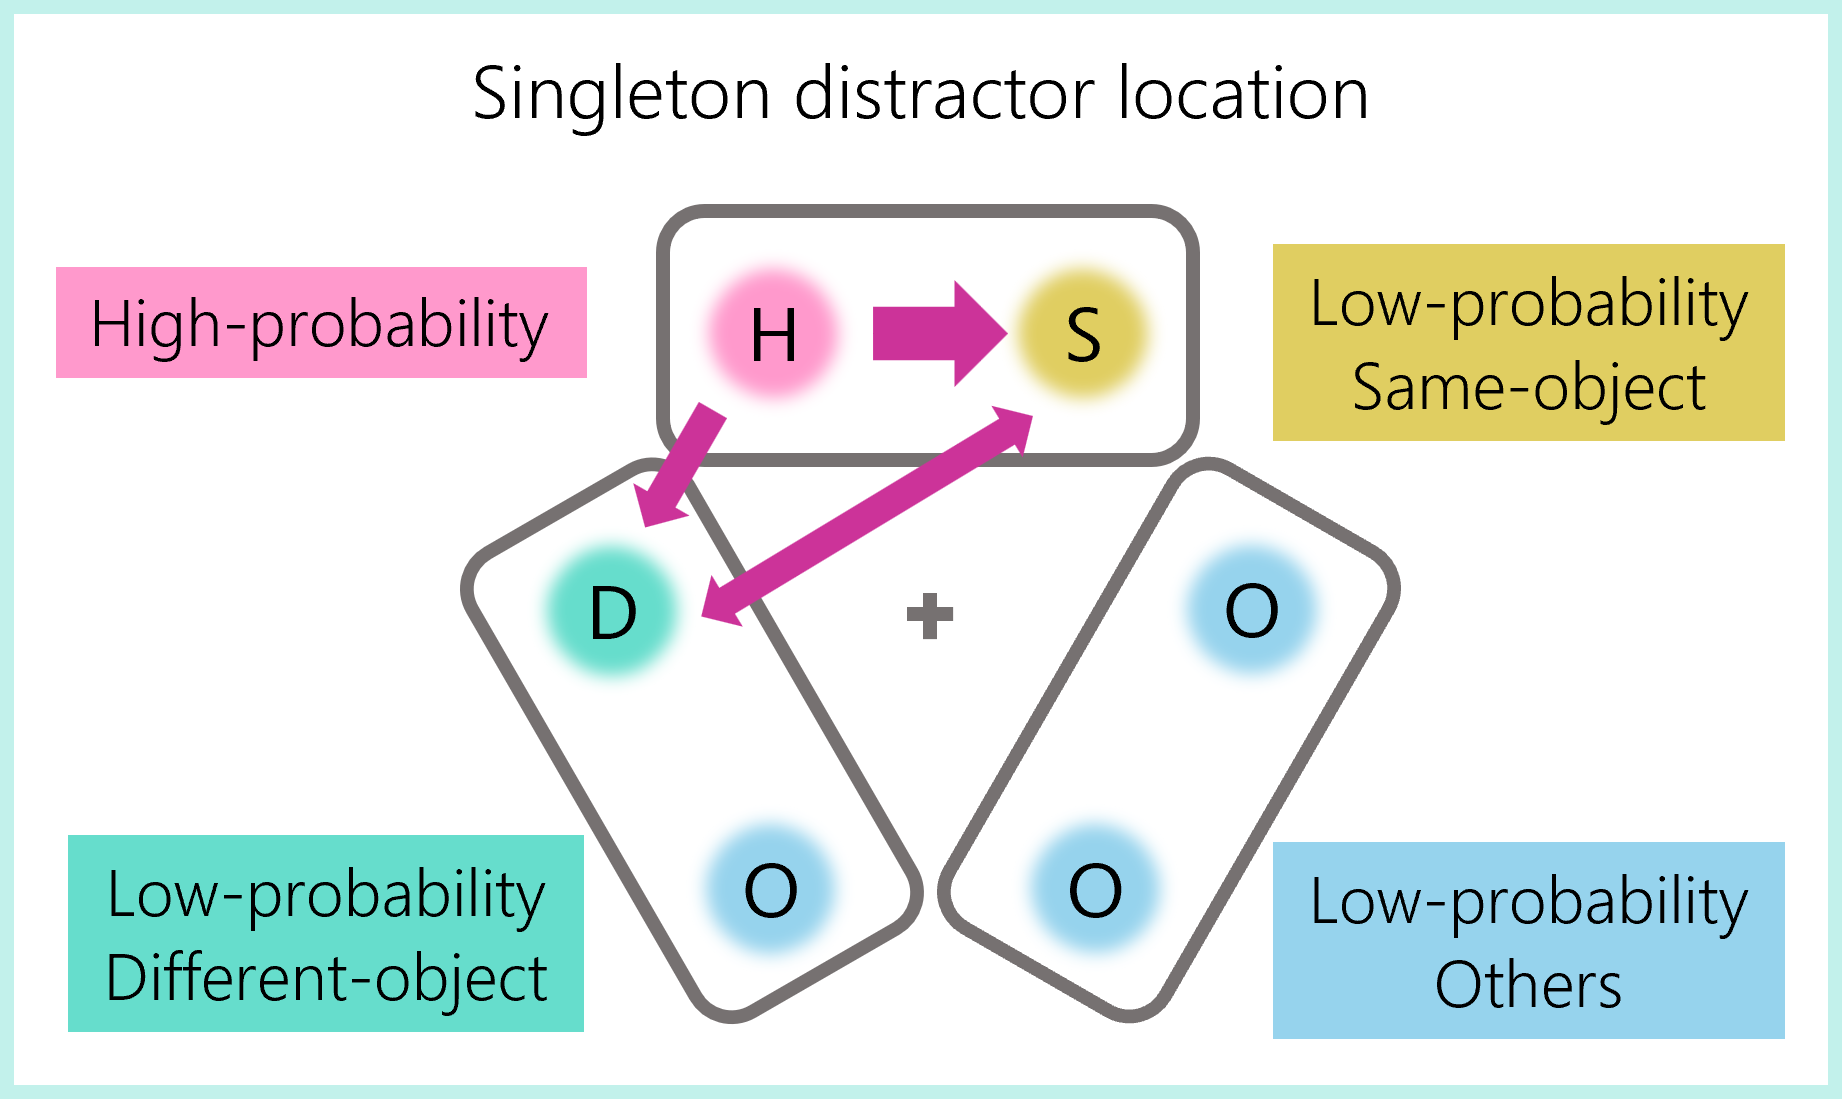 Singleton distractor location
High-probability
H
S
Low-probability
Same-object
D
O
O
O
Low-probability
Different-object
Low-probability
Others